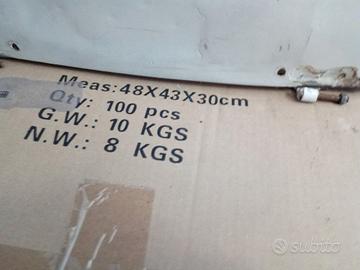 Meas:48X43X30cm
Qty: 100 pcs
G.W.: 10 KGS
N.W.: 8 KGS
subito